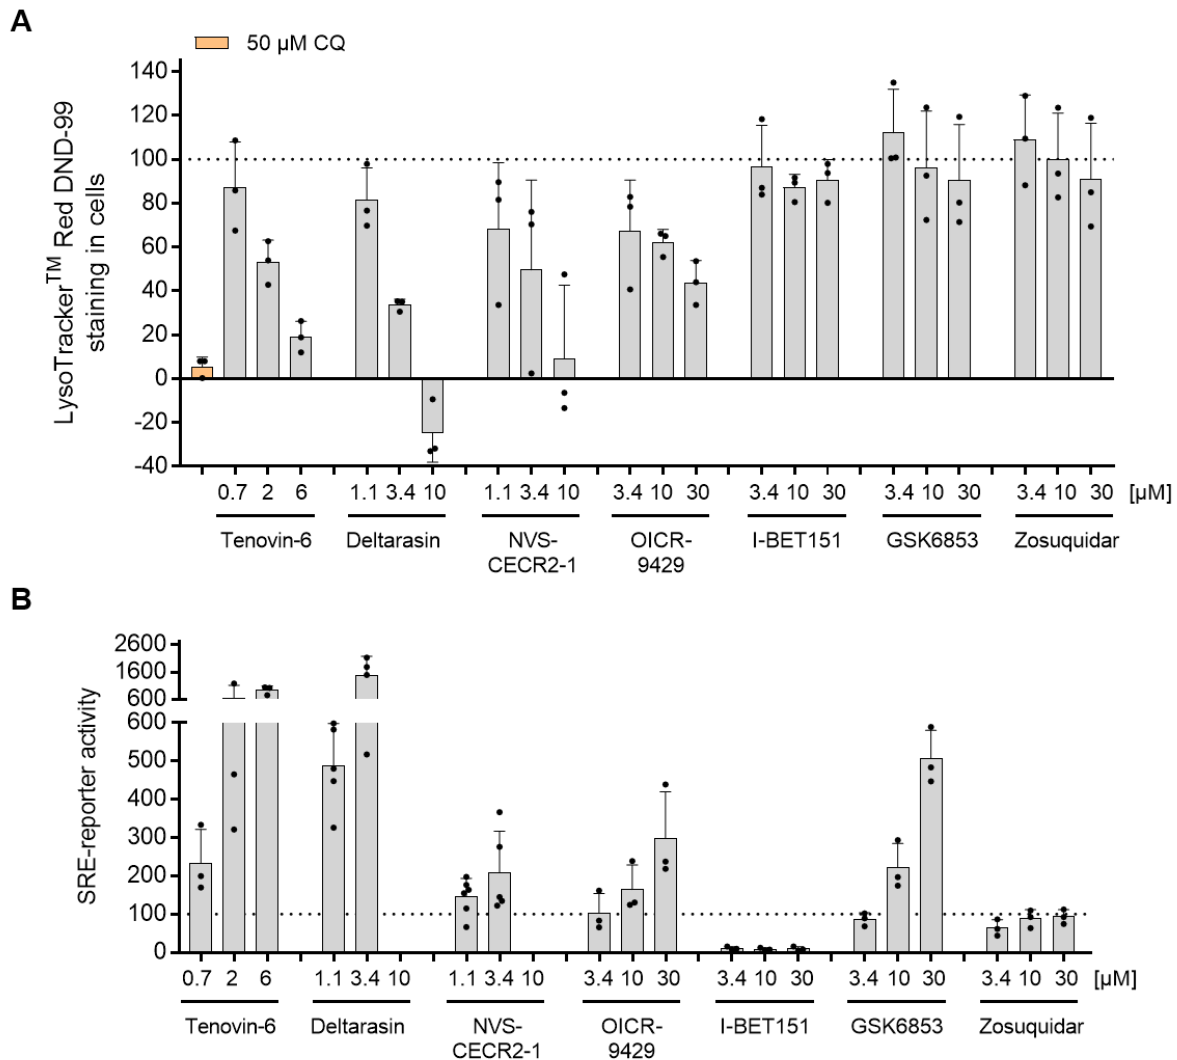 A
50 µM CQ
LysoTracker™ Red DND-99
staining in cells
140
120
100
80
60
40
20
0
-20
-40
0.7 2 6 1.1 3.4 10 1.1 3.4 10 3.4 10 30 3.4 10 30 3.4 10 30 3.4 10 30 [µM]
Tenovin-6 Deltarasin NVS- OICR- I-BET151 GSK6853 Zosuquidar
CECR2-1 9429
B
SRE-reporter activity
2600
1600
600
600
500
400
300
200
100
0
0.7 2 6 1.1 3.4 10 1.1 3.4 10 3.4 10 30 3.4 10 30 3.4 10 30 3.4 10 30 [µM]
Tenovin-6 Deltarasin NVS- OICR- I-BET151 GSK6853 Zosuquidar
CECR2-1 9429